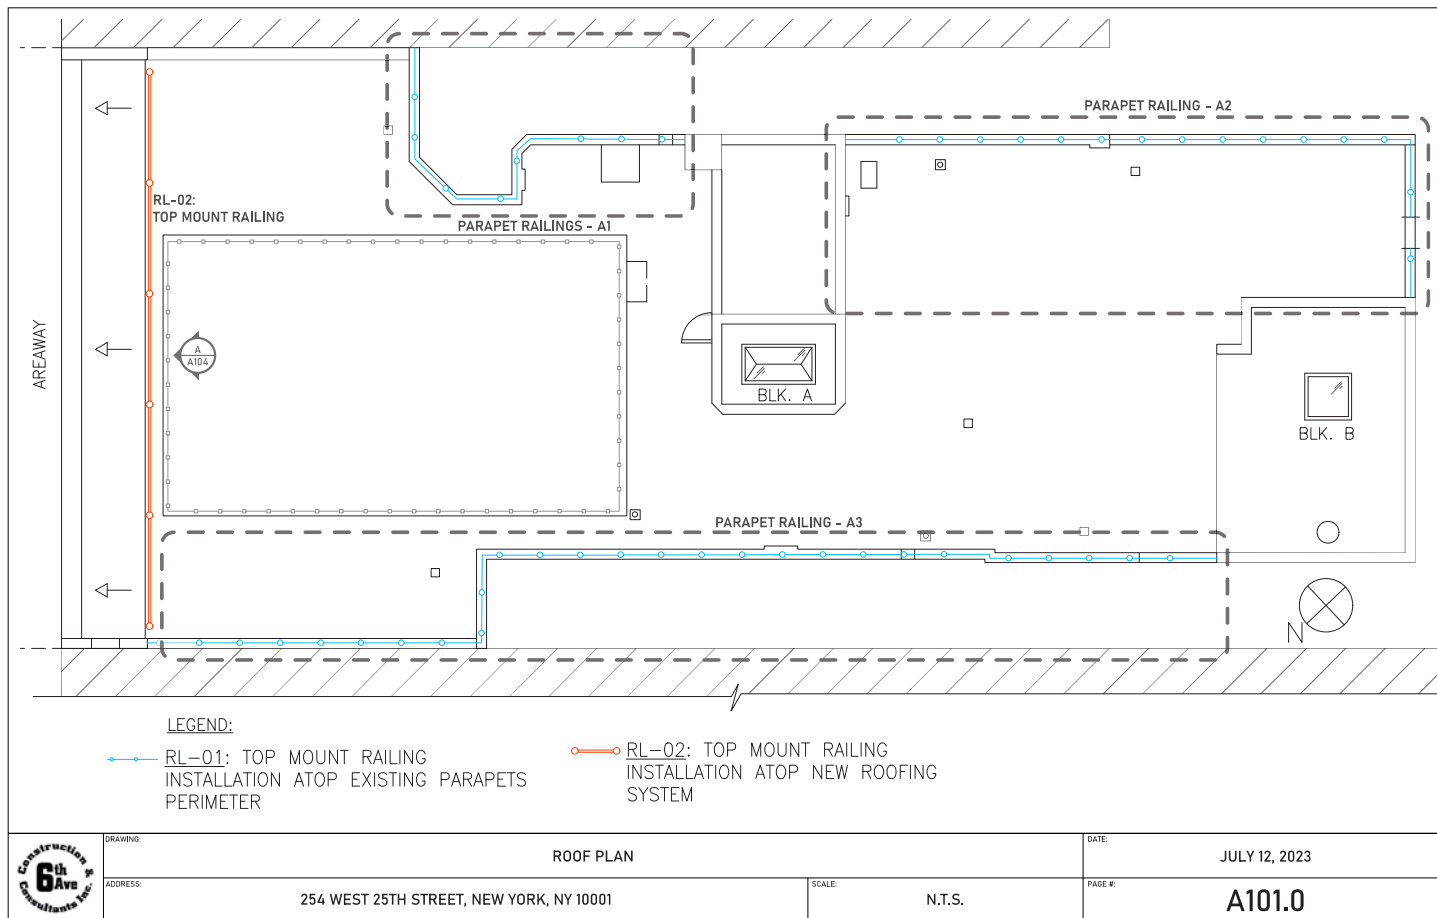 PARAPET RAILING - A2
RL-02:
TOP MOUNT RAILING
PARAPET RAILINGS - A1
AREAWAY
A
A104
BLK. A
BLK. B
PARAPET RAILING - A3
N
LEGEND:
RL-01: TOP MOUNT RAILING
INSTALLATION ATOP EXISTING PARAPETS
PERIMETER
RL-02: TOP MOUNT RAILING
INSTALLATION ATOP NEW ROOFING
SYSTEM
Construction &
6th
Ave
Consultants Inc.
DRAWING:
ROOF PLAN
DATE:
JULY 12, 2023
ADDRESS:
254 WEST 25TH STREET, NEW YORK, NY 10001
SCALE:
N.T.S.
PAGE #:
A101.0